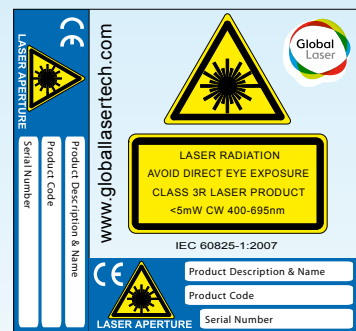 CE
LASER APERTURE
Serial Number
Product Code
Product Description & Name
www.globallasertech.com
Global
Laser
LASER RADIATION
AVOID DIRECT EYE EXPOSURE
CLASS 3R LASER PRODUCT
<5mW CW 400-695nm
IEC 60825-1:2007
CE
LASER APERTURE
Product Description & Name
Product Code
Serial Number